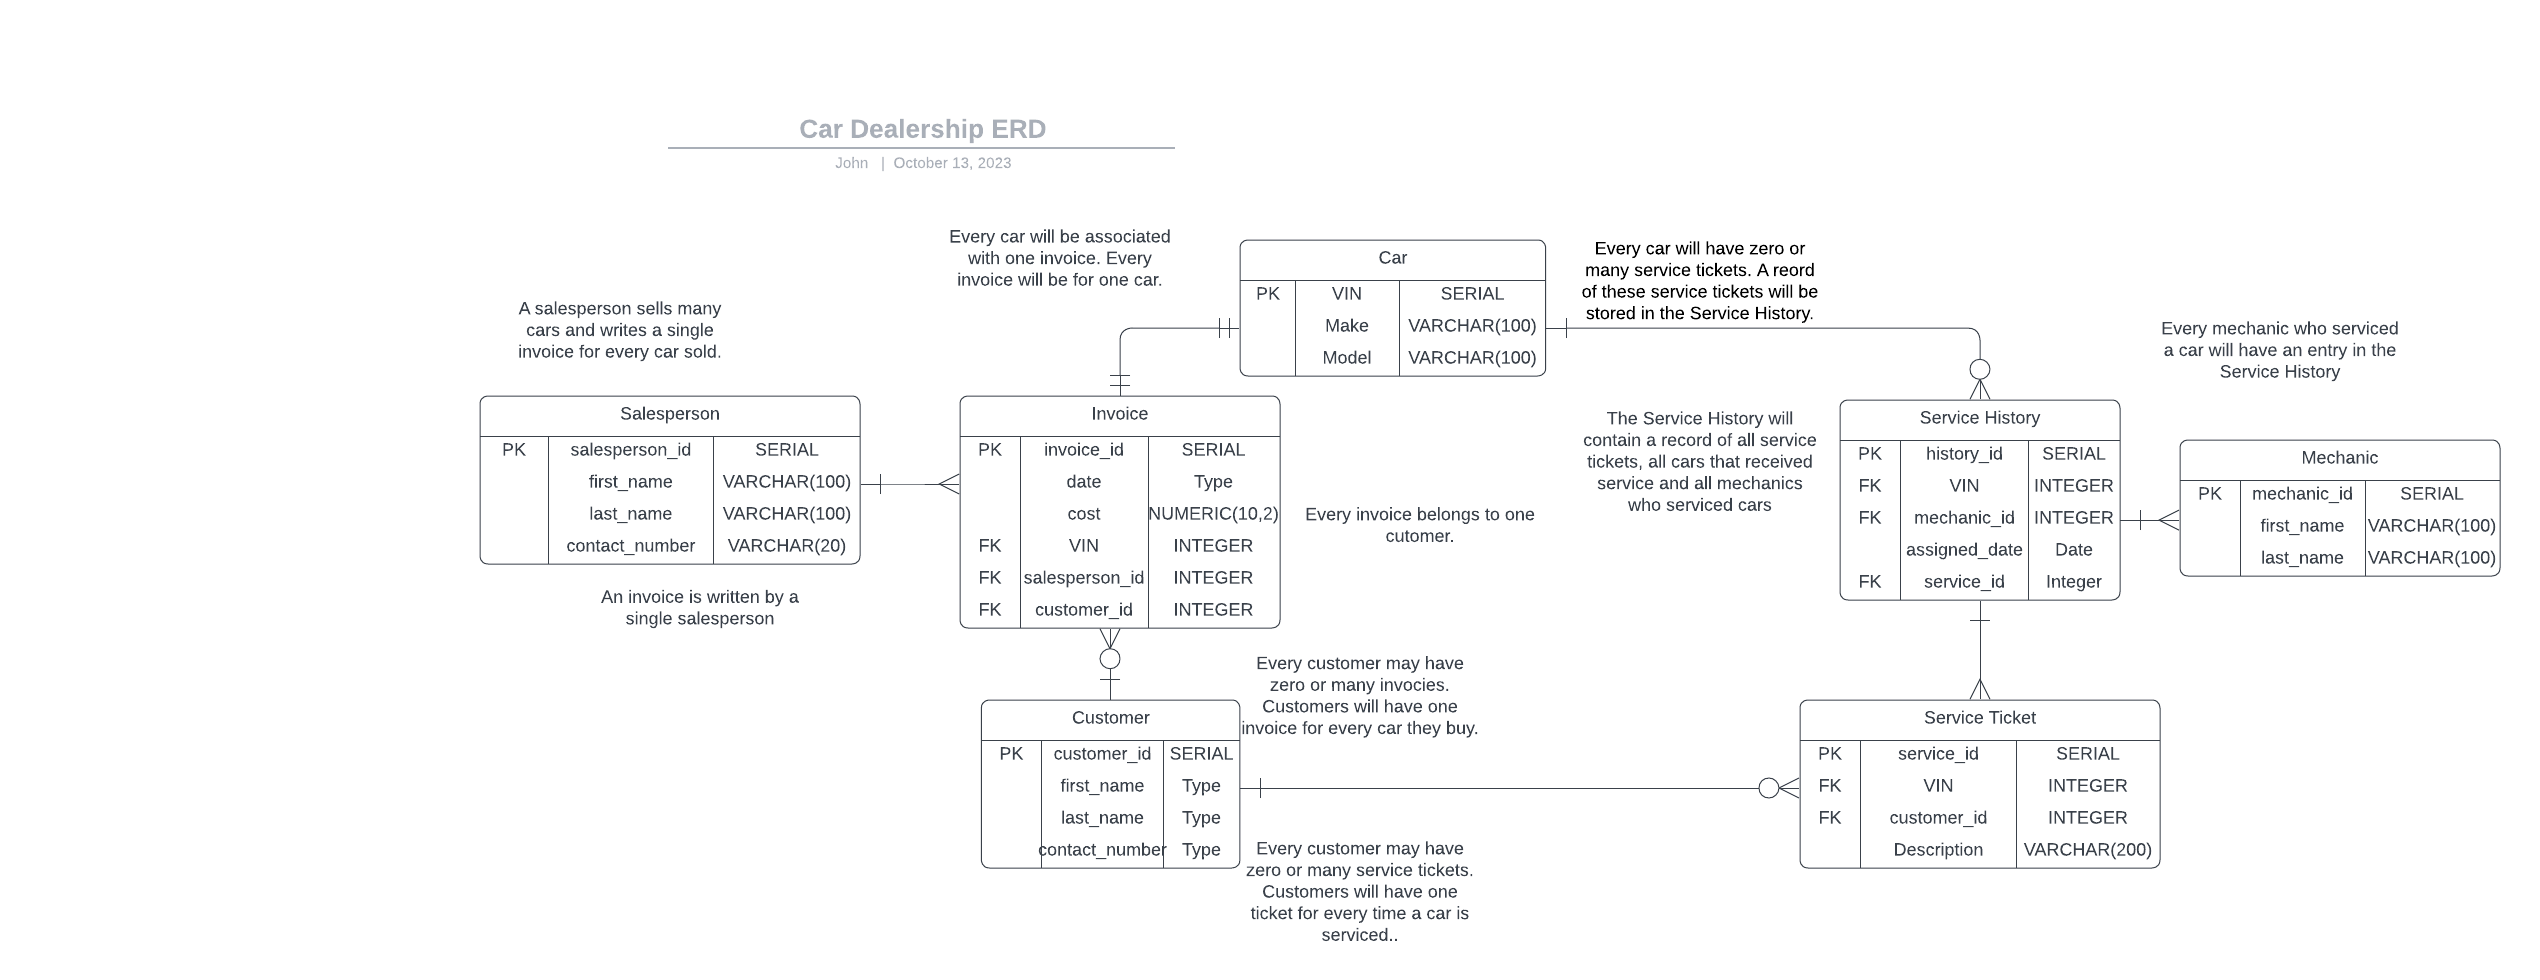 Car Dealership ERD
John | October 13, 2023
Every car will be associated
with one invoice. Every
invoice will be for one car.
Car
PK VIN SERIAL
Make VARCHAR(100)
Model VARCHAR(100)
Every car will have zero or
many service tickets. A reord
of these service tickets will be
stored in the Service History.
A salesperson sells many
cars and writes a single
invoice for every car sold.
Every mechanic who serviced
a car will have an entry in the
Service History
Salesperson
PK salesperson_id SERIAL
first_name VARCHAR(100)
last_name VARCHAR(100)
contact_number VARCHAR(20)
An invoice is written by a
single salesperson
Invoice
PK invoice_id SERIAL
date Type
cost NUMERIC(10,2)
FK VIN INTEGER
FK salesperson_id INTEGER
FK customer_id INTEGER
Every invoice belongs to one
cutomer.
The Service History will
contain a record of all service
tickets, all cars that received
service and all mechanics
who serviced cars
Service History
PK history_id SERIAL
FK VIN INTEGER
FK mechanic_id INTEGER
assigned_date Date
FK service_id Integer
Mechanic
PK mechanic_id SERIAL
first_name VARCHAR(100)
last_name VARCHAR(100)
Every customer may have
zero or many invocies.
Customers will have one
invoice for every car they buy.
Customer
PK customer_id SERIAL
first_name Type
last_name Type
contact_number Type
Every customer may have
zero or many service tickets.
Customers will have one
ticket for every time a car is
serviced..
Service Ticket
PK service_id SERIAL
FK VIN INTEGER
FK customer_id INTEGER
Description VARCHAR(200)